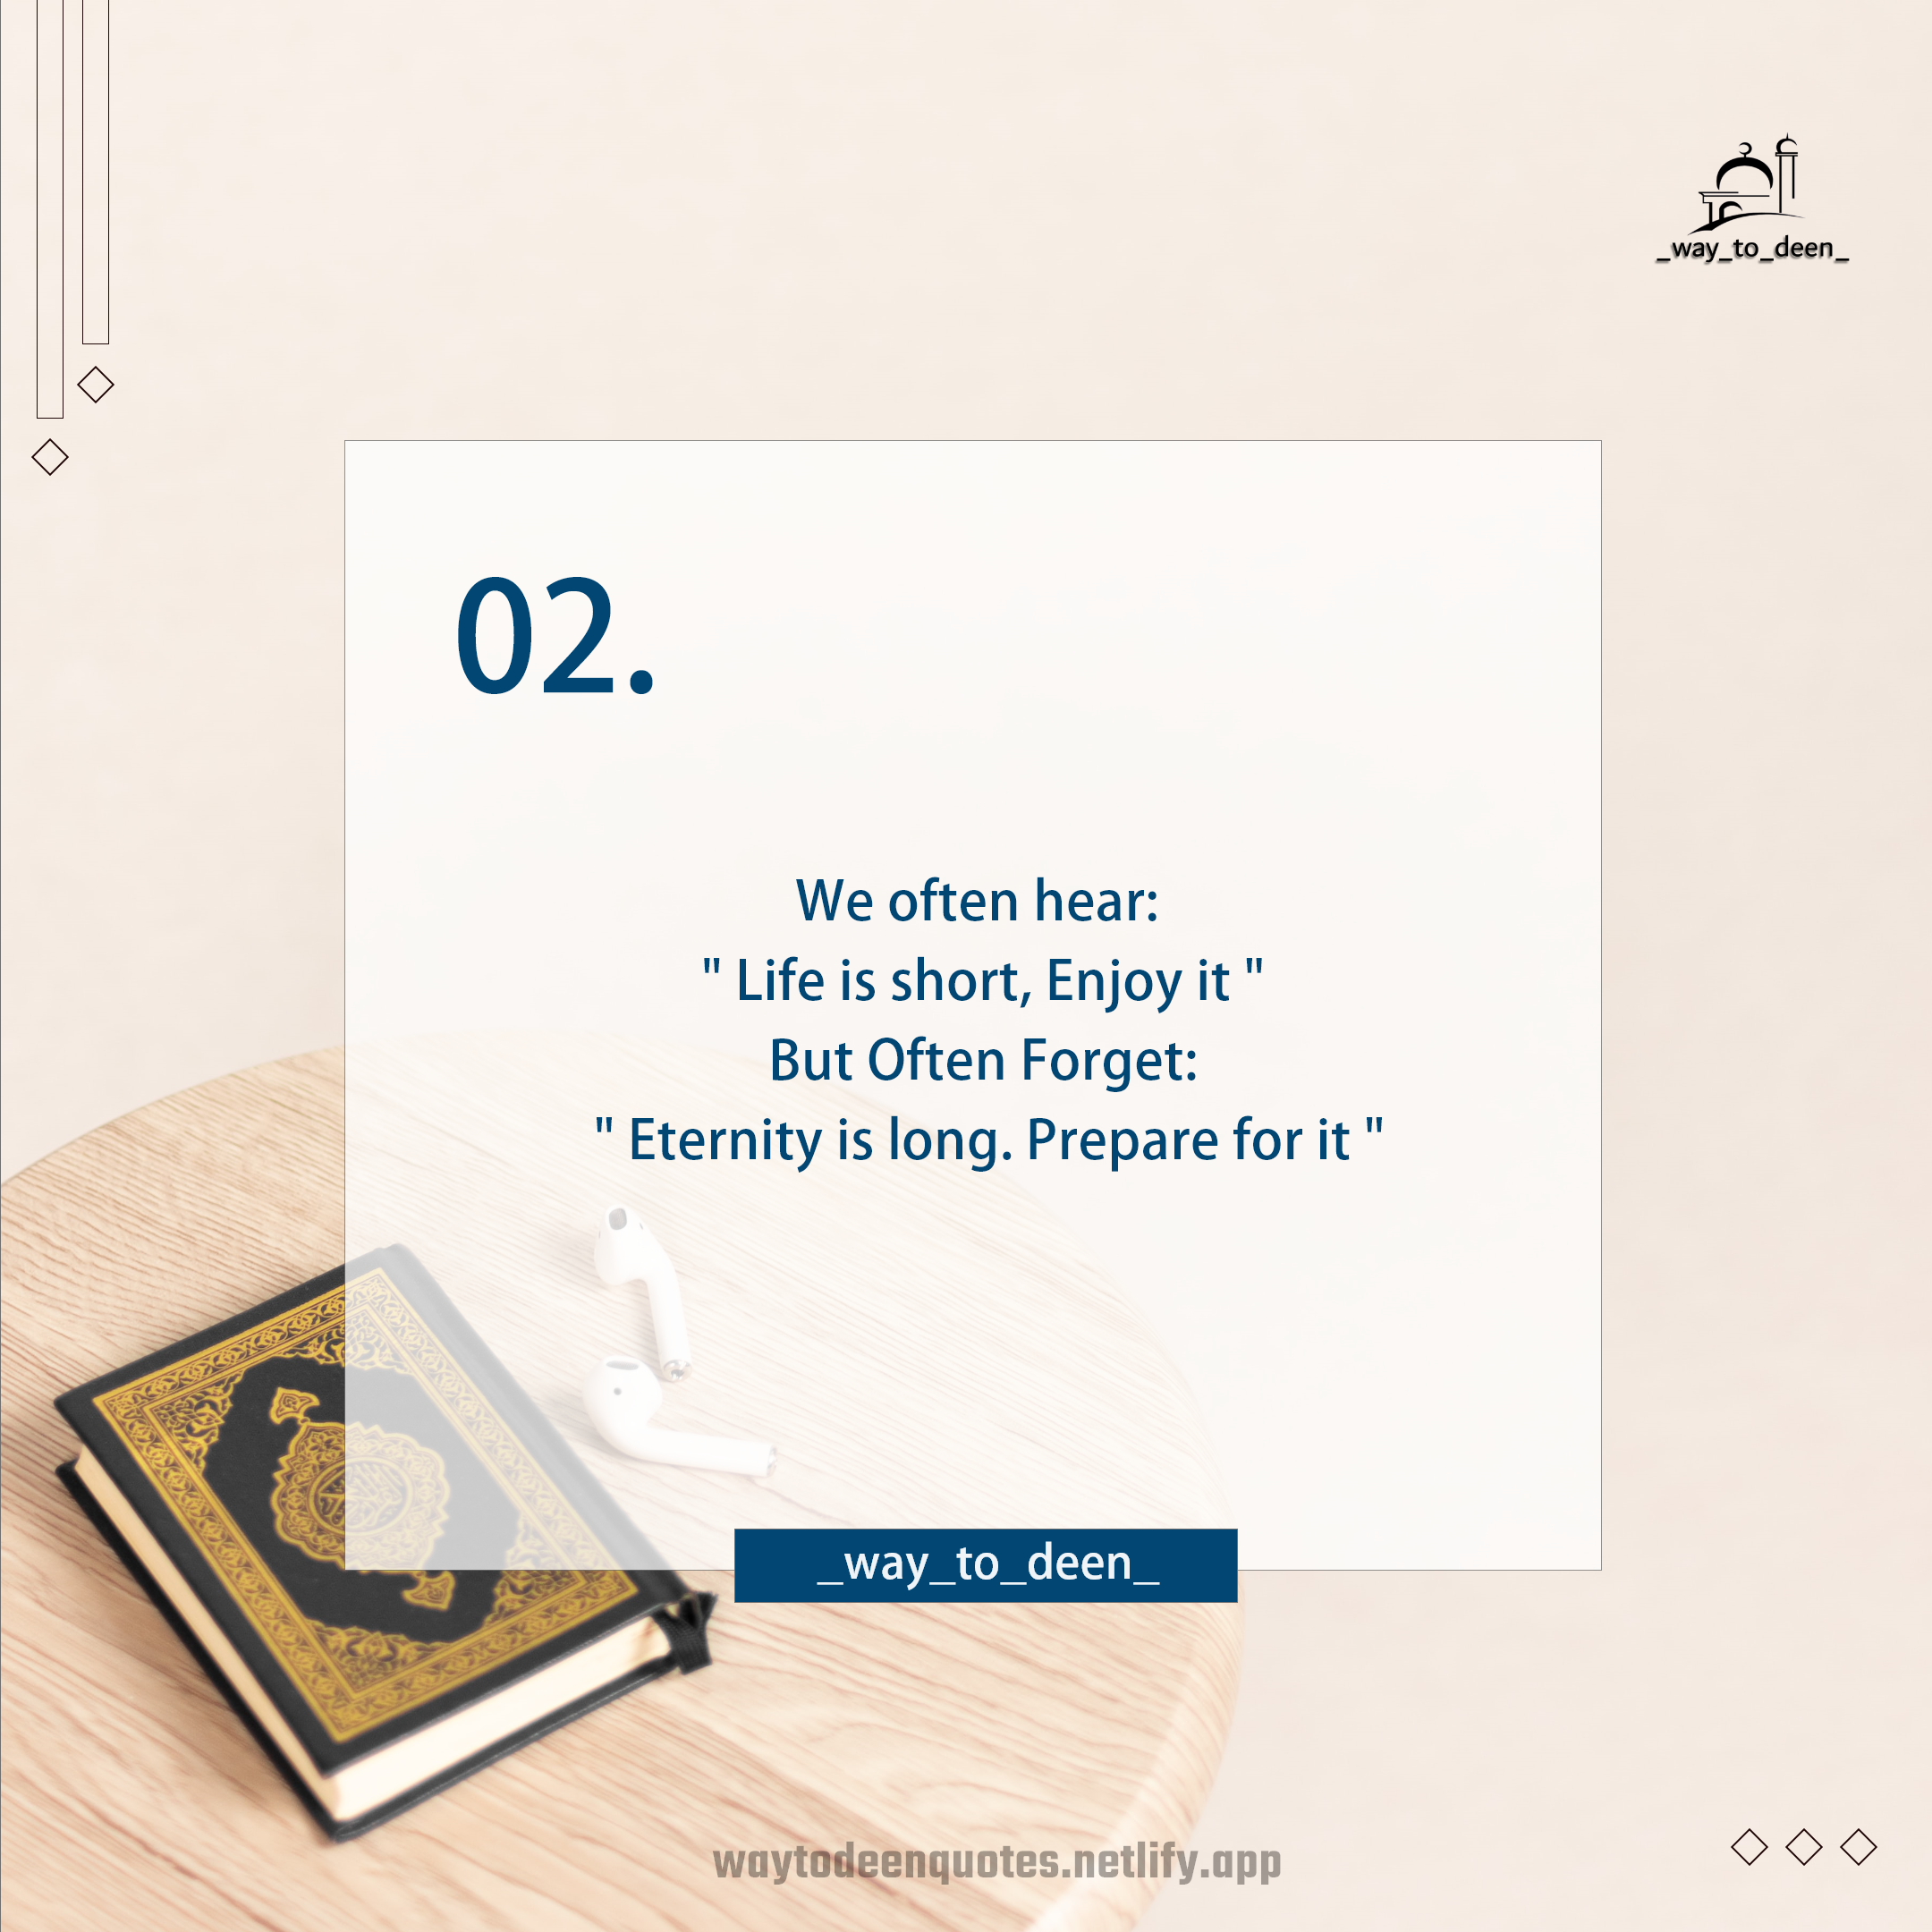 _way_to_deen_
02.
We often hear:
" Life is short, Enjoy it "
But Often Forget:
" Eternity is long. Prepare for it "
_way_to_deen_
waytodeenquotes.netlify.app